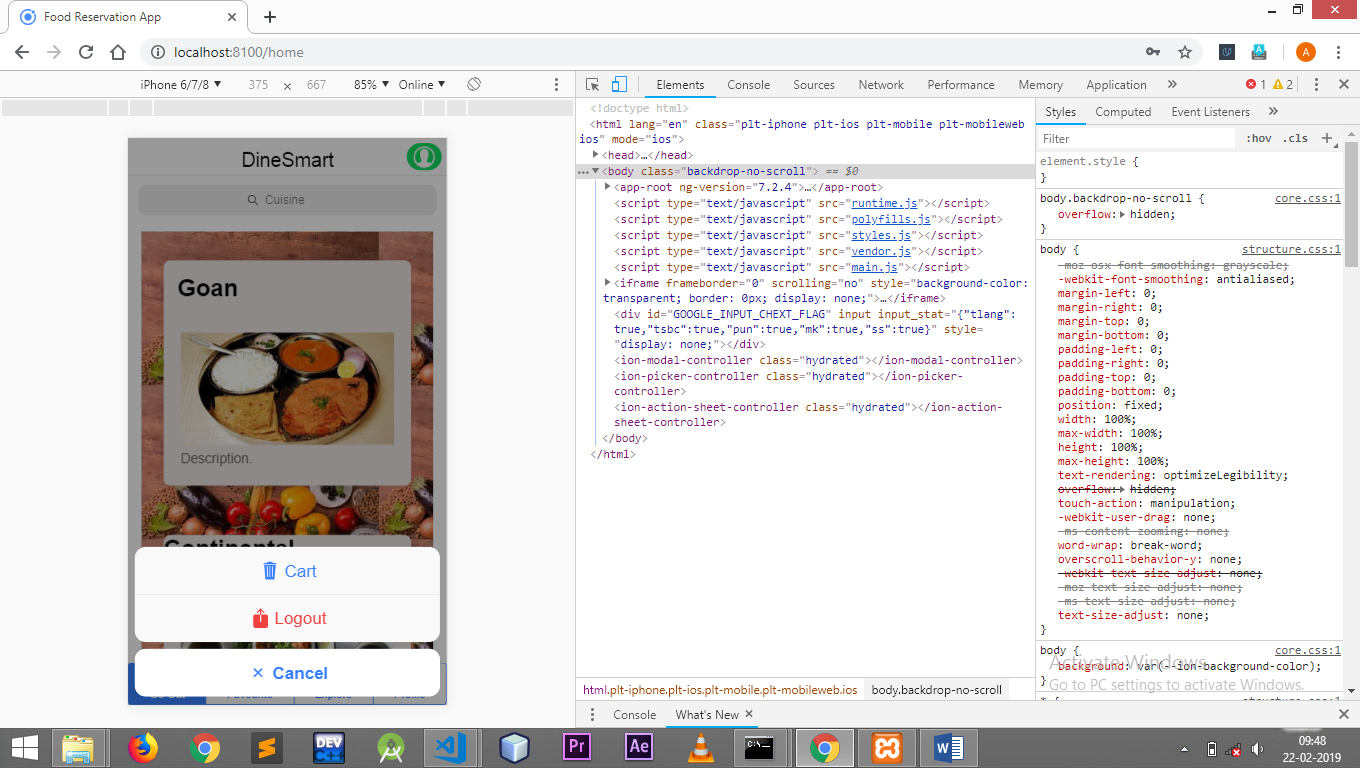 Food Reservation App
localhost:8100/home
A
iPhone 6/7/8 ▼ 375 × 667 85% ▼ Online ▼
DineSmart
Cuisine
Goan
Description.
Continental
Cart
Logout
Cancel
Elements Console Sources Network Performance Memory Application » 1 2
<!doctype html>
<html lang="en" class="plt-iphone plt-ios plt-mobile plt-mobileweb
ios" mode="ios">
<head>…</head>
<body class="backdrop-no-scroll"> == $0
<app-root ng-version="7.2.4">…</app-root>
<script type="text/javascript" src="runtime.js"></script>
<script type="text/javascript" src="polyfills.js"></script>
<script type="text/javascript" src="styles.js"></script>
<script type="text/javascript" src="vendor.js"></script>
<script type="text/javascript" src="main.js"></script>
<iframe frameborder="0" scrolling="no" style="background-color:
transparent; border: 0px; display: none;">…</iframe>
<div id="GOOGLE_INPUT_CHEXT_FLAG" input input_stat="{"tlang":
true,"tsbc":true,"pun":true,"mk":true,"ss":true}" style=
"display: none;"></div>
<ion-modal-controller class="hydrated"></ion-modal-controller>
<ion-picker-controller class="hydrated"></ion-picker-
controller>
<ion-action-sheet-controller class="hydrated"></ion-action-
sheet-controller>
</body>
</html>
html.plt-iphone.plt-ios.plt-mobile.plt-mobileweb.ios body.backdrop-no-scroll
Styles Computed Event Listeners »
Filter :hov .cls +
element.style {
}
body.backdrop-no-scroll { core.css:1
overflow: hidden;
}
body { structure.css:1
-moz-osx-font-smoothing: grayscale;
-webkit-font-smoothing: antialiased;
margin-left: 0;
margin-right: 0;
margin-top: 0;
margin-bottom: 0;
padding-left: 0;
padding-right: 0;
padding-top: 0;
padding-bottom: 0;
position: fixed;
width: 100%;
max-width: 100%;
height: 100%;
max-height: 100%;
text-rendering: optimizeLegibility;
overflow: hidden;
touch-action: manipulation;
-webkit-user-drag: none;
-ms-content-zooming: none;
word-wrap: break-word;
overscroll-behavior-y: none;
-webkit-text-size-adjust: none;
-moz-text-size-adjust: none;
-ms-text-size-adjust: none;
text-size-adjust: none;
}
body { core.css:1
background: var(--ion-background-color);
}
Activate Windows
Go to PC settings to activate Windows.
* { structure.css:1
Console What's New ×
DEV C++
Pr
Ae
C:\
09:48
22-02-2019